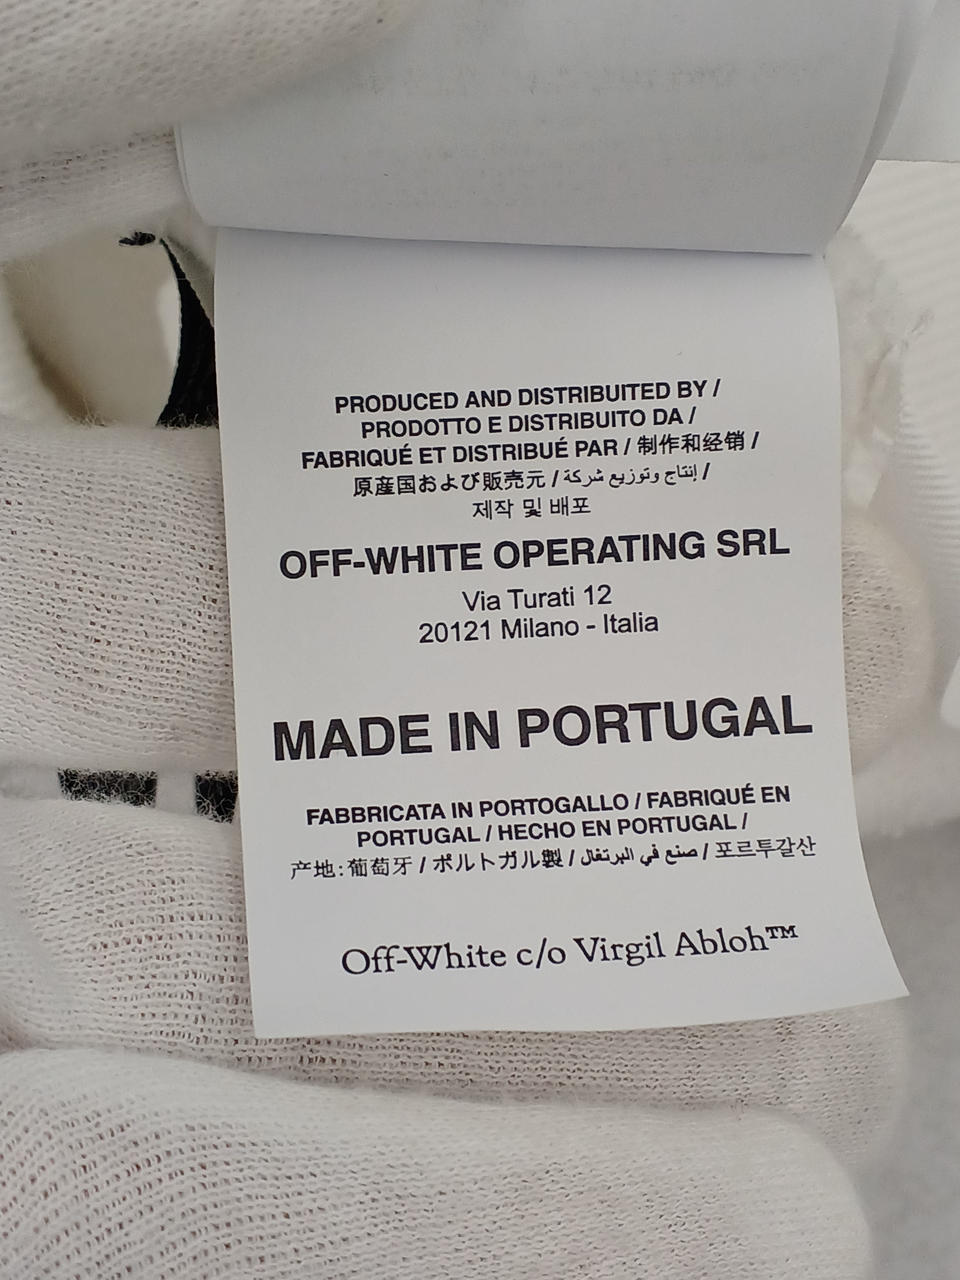 PRODUCED AND DISTRIBUITED BY /
PRODOTTO E DISTRIBUITO DA /
FABRIQUÉ ET DISTRIBUÉ PAR / 制作和经销 /
原産国および販売元 / إنتاج وتوزيع شركة /
제작 및 배포
OFF-WHITE OPERATING SRL
Via Turati 12
20121 Milano - Italia
MADE IN PORTUGAL
FABBRICATA IN PORTOGALLO / FABRIQUÉ EN
PORTUGAL / HECHO EN PORTUGAL /
产地: 葡萄牙 / ポルトガル製 / صنع في البرتغال / 포르투갈산
Off-White c/o Virgil Abloh™